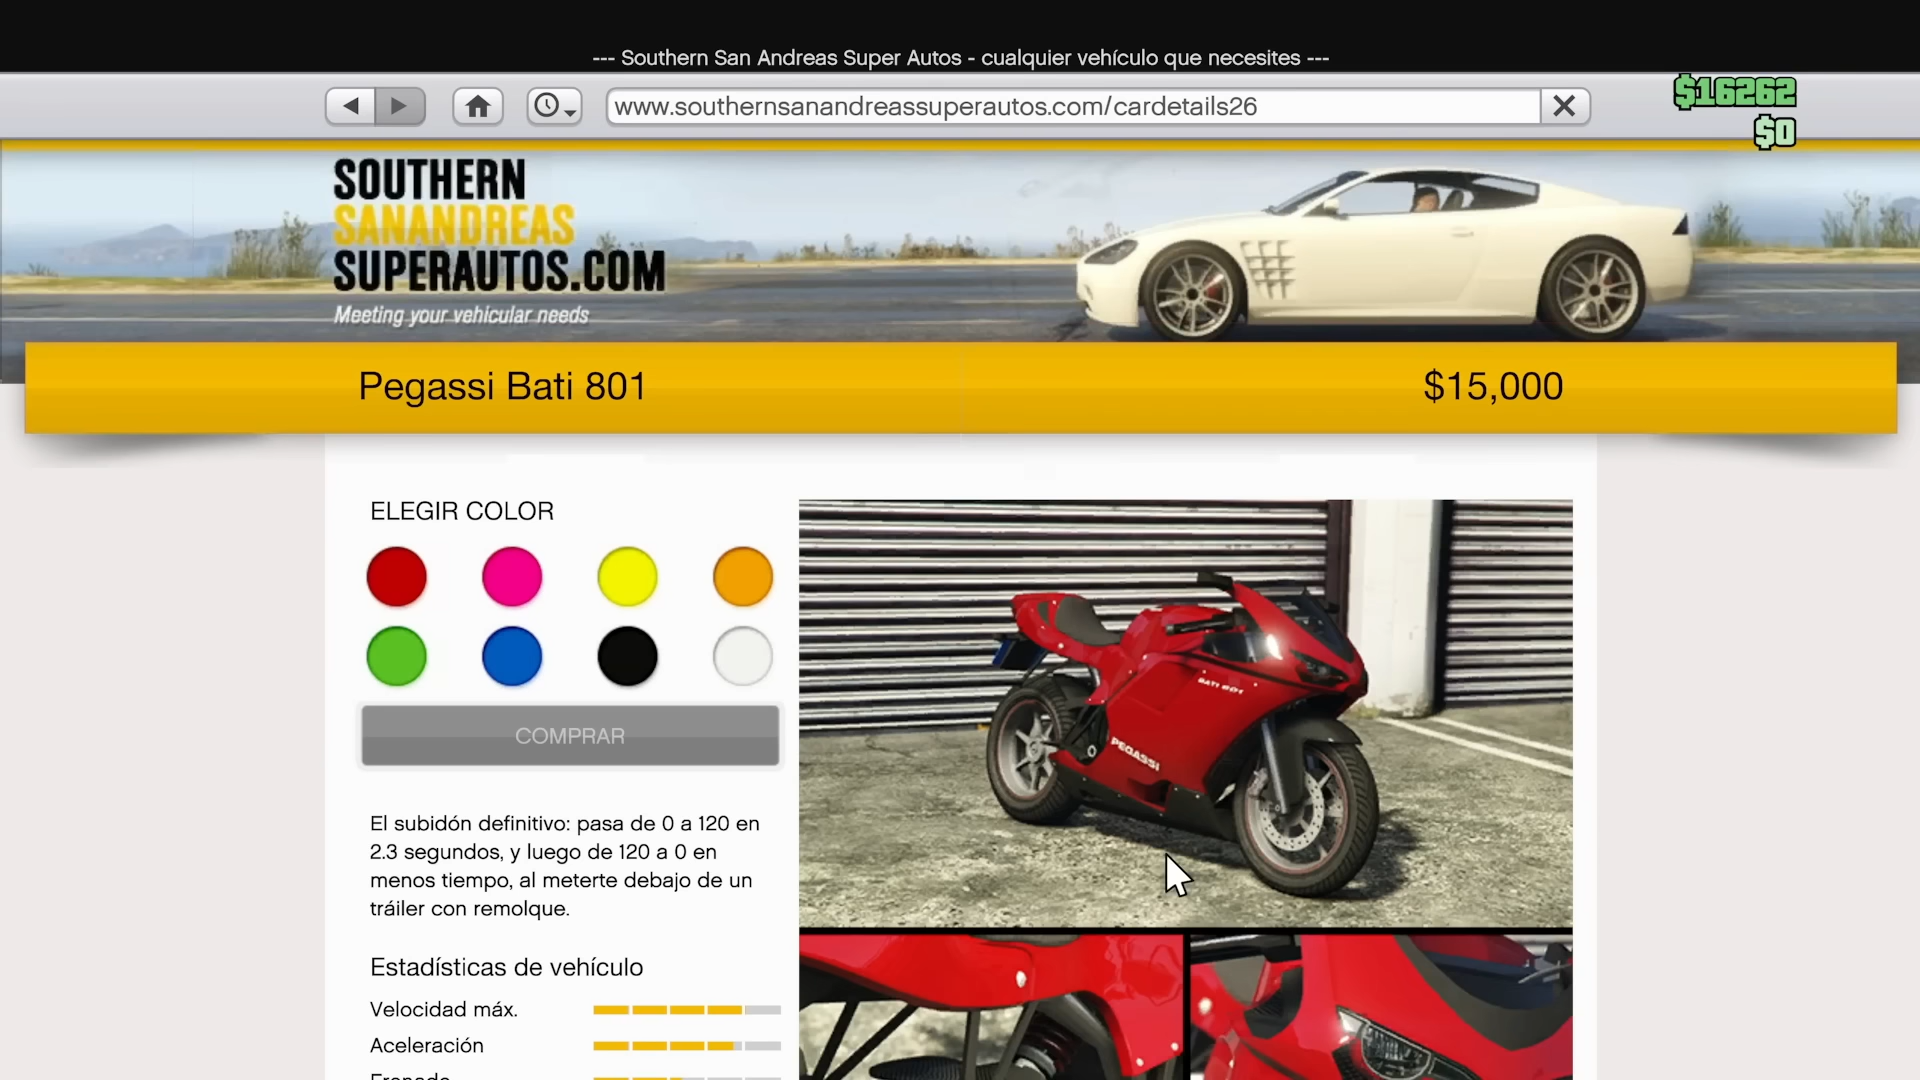 --- Southern San Andreas Super Autos - cualquier vehículo que necesites ---
www.southernsanandreassuperautos.com/cardetails26
$16262
$0
SOUTHERN
SANANDREAS
SUPERAUTOS.COM
Meeting your vehicular needs
Pegassi Bati 801
$15,000
ELEGIR COLOR
COMPRAR
BATI 801
PEGASSI
El subidón definitivo: pasa de 0 a 120 en
2.3 segundos, y luego de 120 a 0 en
menos tiempo, al meterte debajo de un
tráiler con remolque.
Estadísticas de vehículo
Velocidad máx.
Aceleración